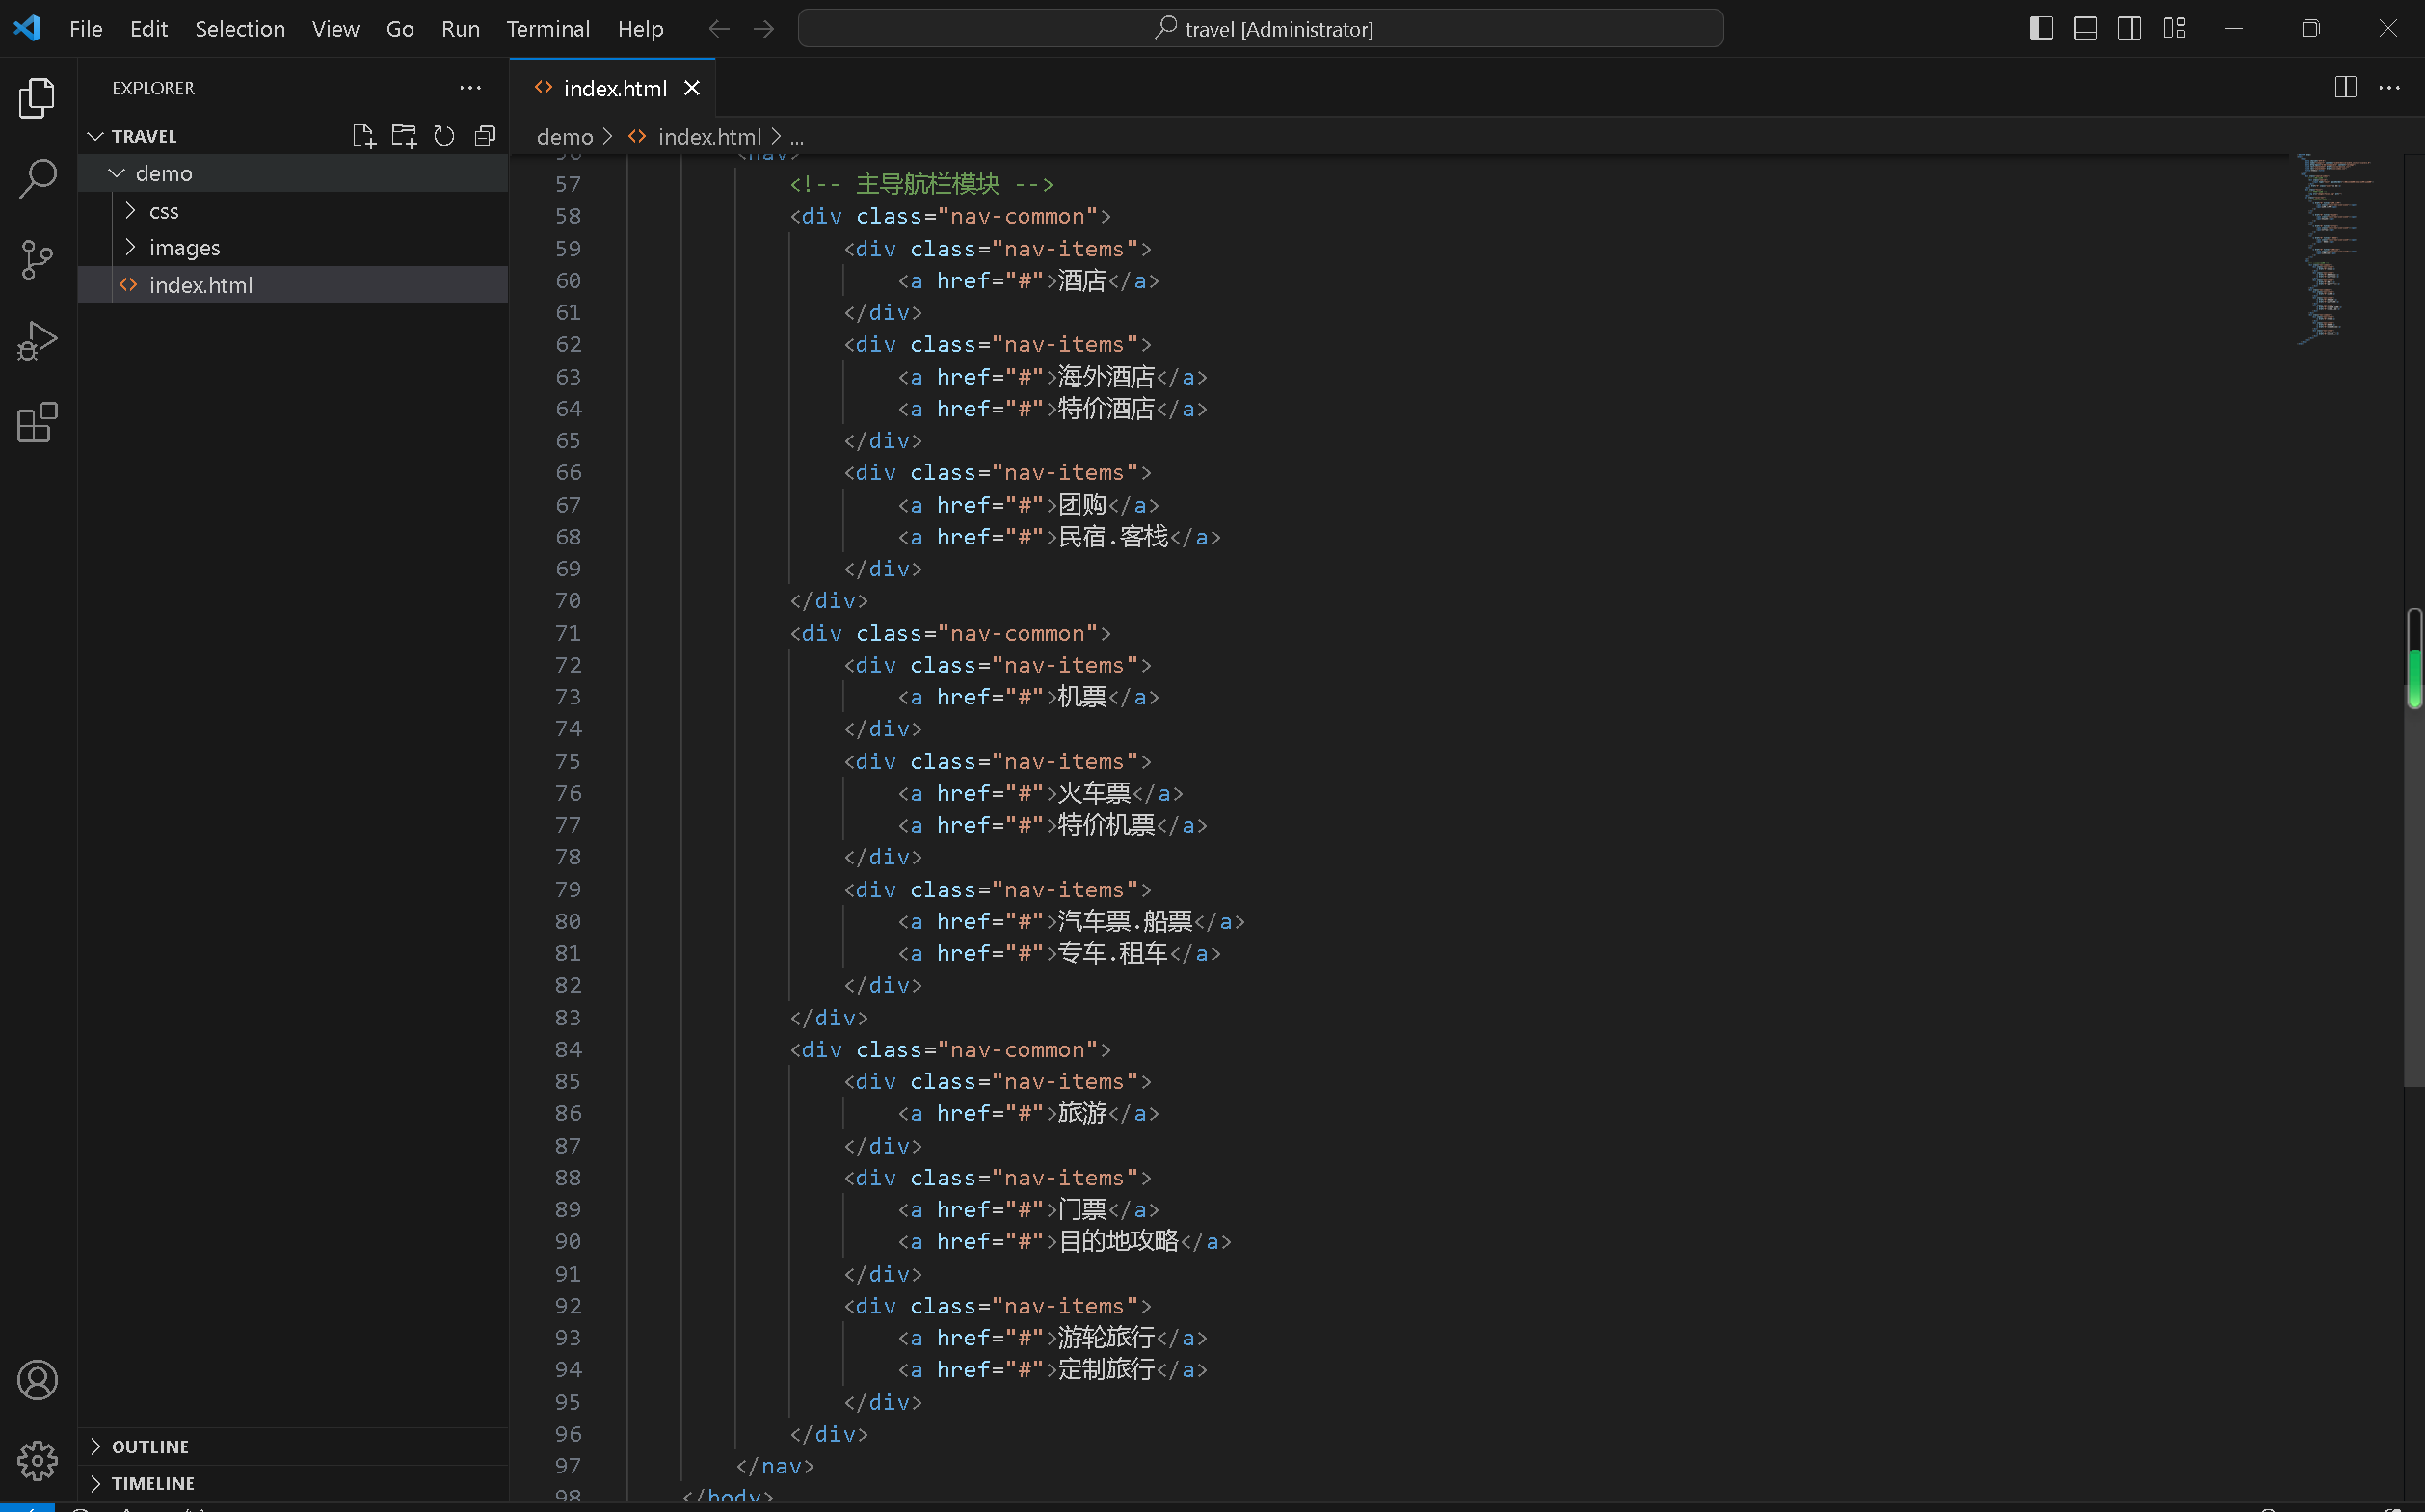 File Edit Selection View Go Run Terminal Help
travel [Administrator]
EXPLORER
TRAVEL
demo
css
images
index.html
OUTLINE
TIMELINE
index.html
demo > index.html > ...
56 <nav>
57 <!-- 主导航栏模块 -->
58 <div class="nav-common">
59 <div class="nav-items">
60 <a href="#">酒店</a>
61 </div>
62 <div class="nav-items">
63 <a href="#">海外酒店</a>
64 <a href="#">特价酒店</a>
65 </div>
66 <div class="nav-items">
67 <a href="#">团购</a>
68 <a href="#">民宿.客栈</a>
69 </div>
70 </div>
71 <div class="nav-common">
72 <div class="nav-items">
73 <a href="#">机票</a>
74 </div>
75 <div class="nav-items">
76 <a href="#">火车票</a>
77 <a href="#">特价机票</a>
78 </div>
79 <div class="nav-items">
80 <a href="#">汽车票.船票</a>
81 <a href="#">专车.租车</a>
82 </div>
83 </div>
84 <div class="nav-common">
85 <div class="nav-items">
86 <a href="#">旅游</a>
87 </div>
88 <div class="nav-items">
89 <a href="#">门票</a>
90 <a href="#">目的地攻略</a>
91 </div>
92 <div class="nav-items">
93 <a href="#">游轮旅行</a>
94 <a href="#">定制旅行</a>
95 </div>
96 </div>
97 </nav>
98 </body>